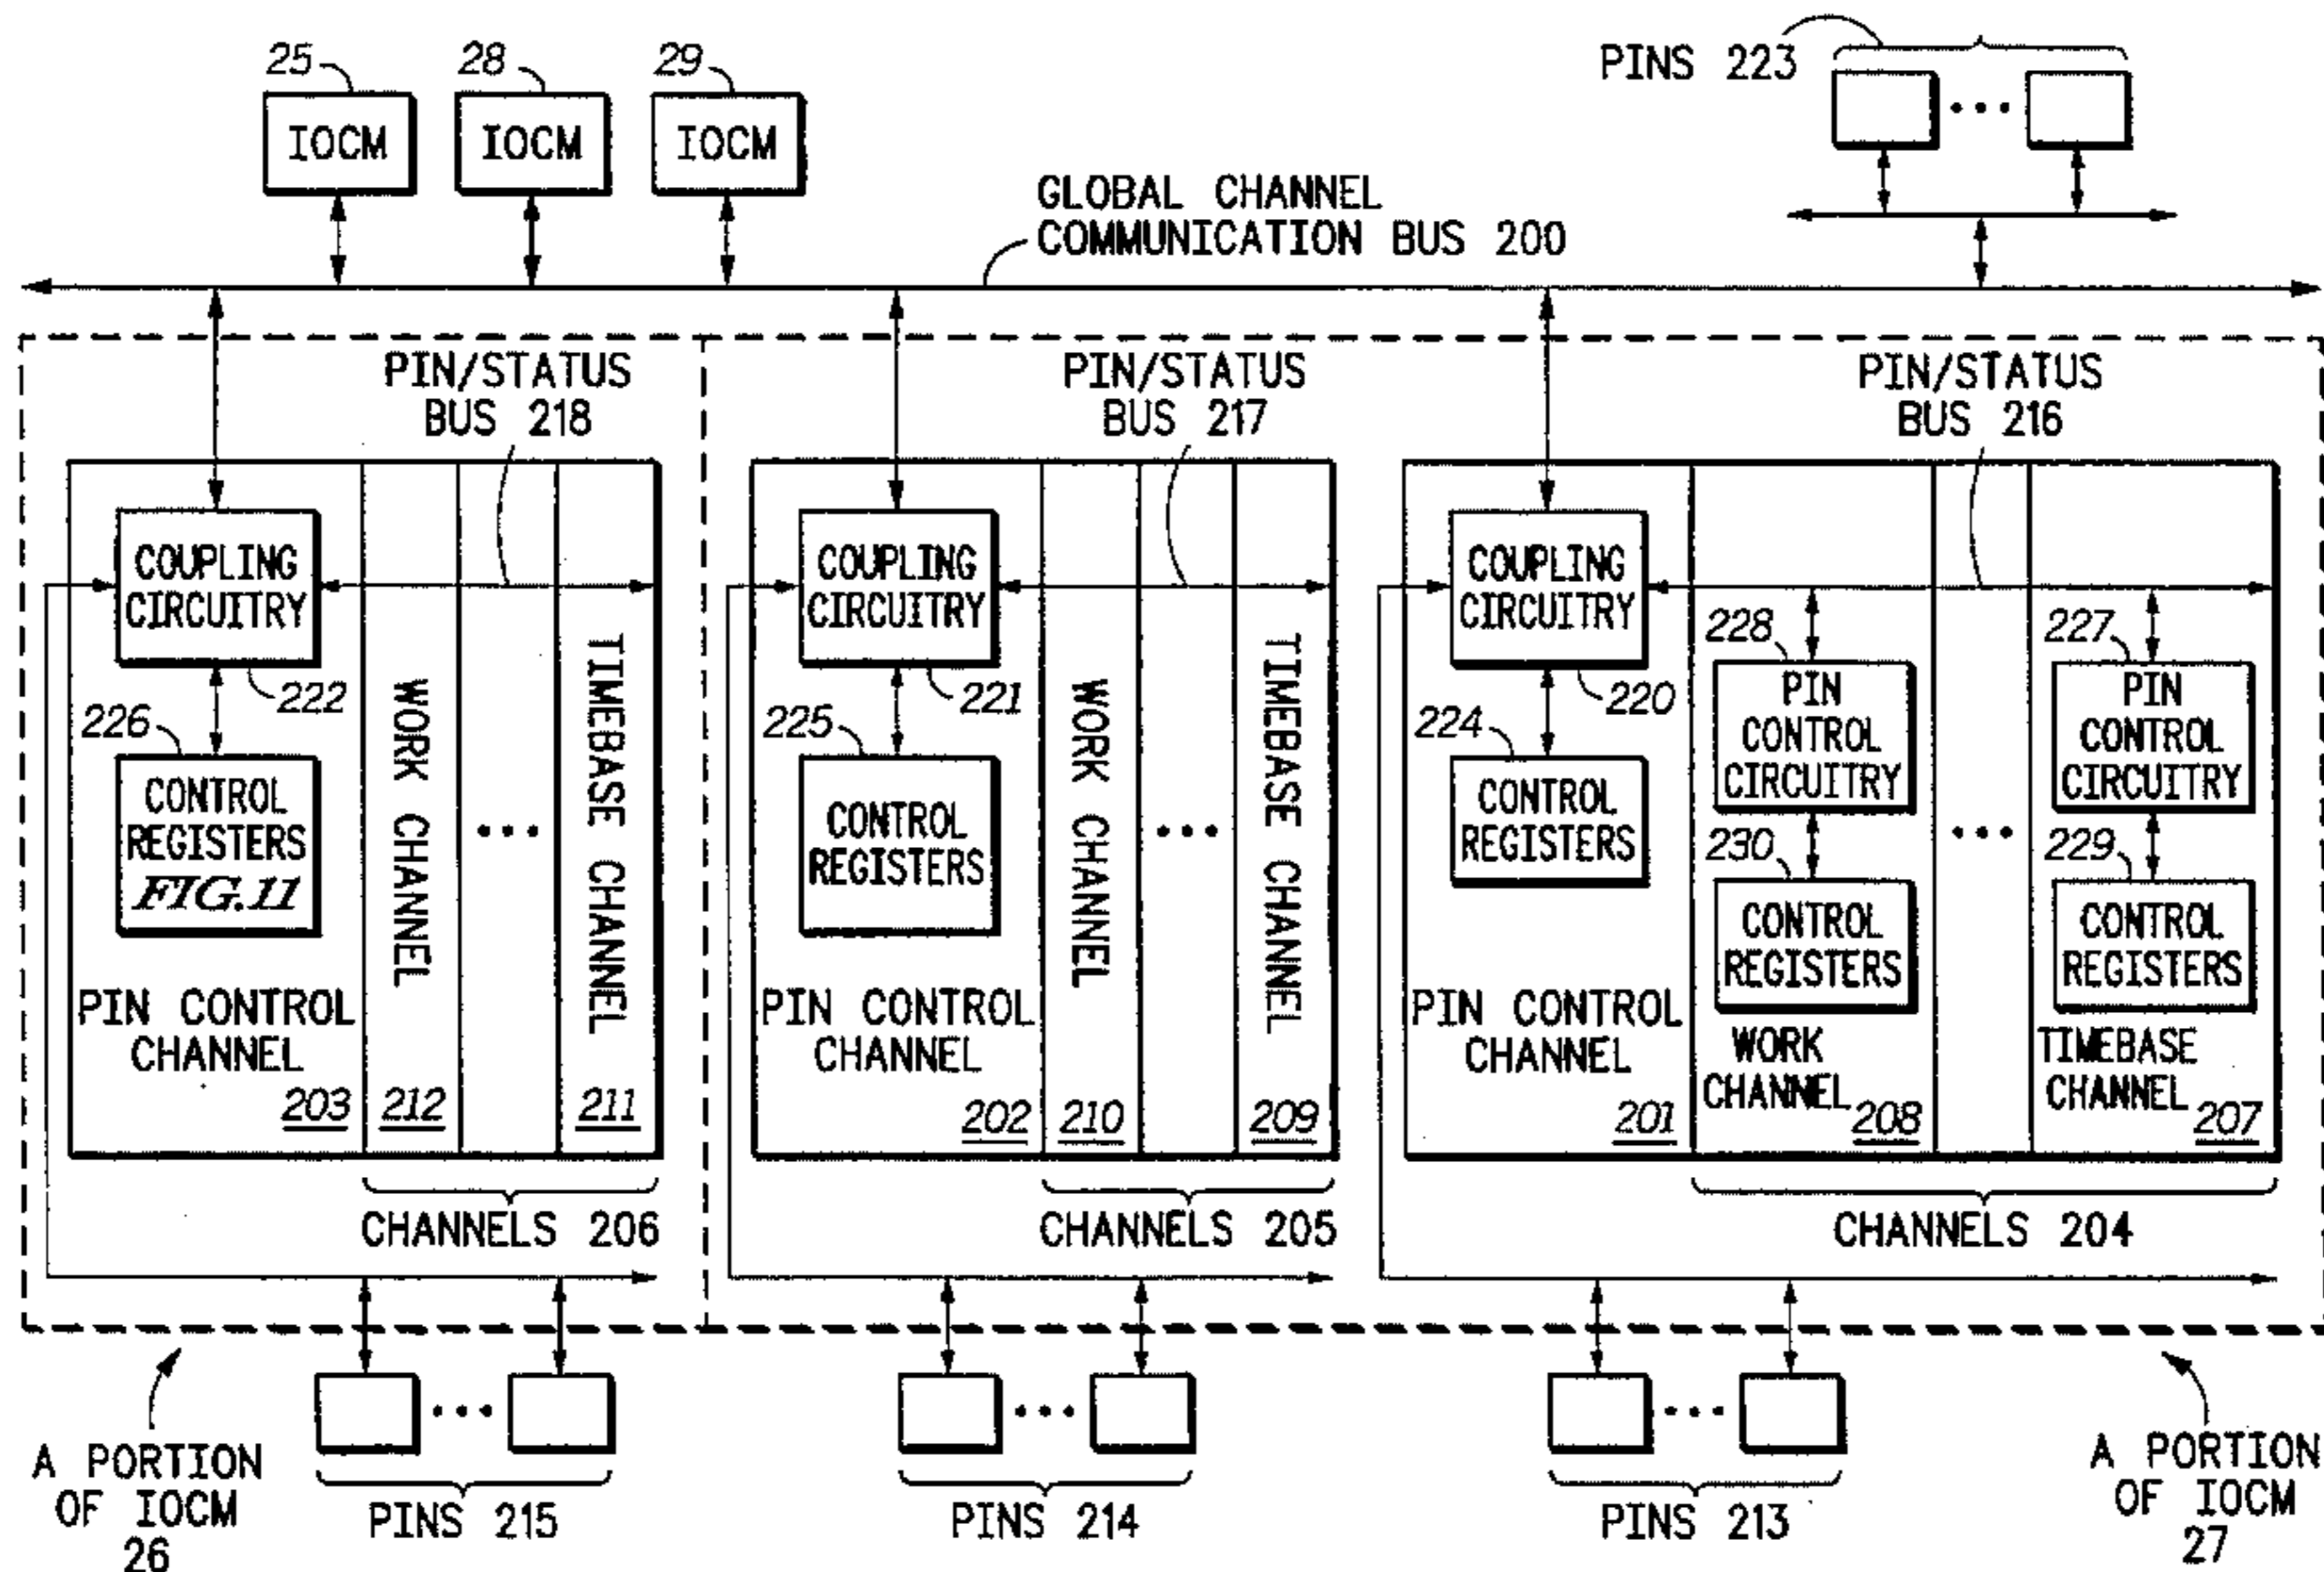 25
28
29
IOCM
IOCM
IOCM
PINS 223
GLOBAL CHANNEL
COMMUNICATION BUS 200
PIN/STATUS
BUS 218
PIN/STATUS
BUS 217
PIN/STATUS
BUS 216
COUPLING
CIRCUITRY
222
226
CONTROL
REGISTERS
FIG.11
PIN CONTROL
CHANNEL
203
WORK CHANNEL
212
...
TIMEBASE CHANNEL
211
CHANNELS 206
COUPLING
CIRCUITRY
221
225
CONTROL
REGISTERS
PIN CONTROL
CHANNEL
202
WORK CHANNEL
210
...
TIMEBASE CHANNEL
209
CHANNELS 205
COUPLING
CIRCUITRY
220
224
CONTROL
REGISTERS
PIN CONTROL
CHANNEL
201
228
PIN
CONTROL
CIRCUITRY
230
CONTROL
REGISTERS
WORK
CHANNEL
208
...
227
PIN
CONTROL
CIRCUITRY
229
CONTROL
REGISTERS
TIMEBASE
CHANNEL
207
CHANNELS 204
A PORTION
OF IOCM
26
...
PINS 215
...
PINS 214
...
PINS 213
A PORTION
OF IOCM
27